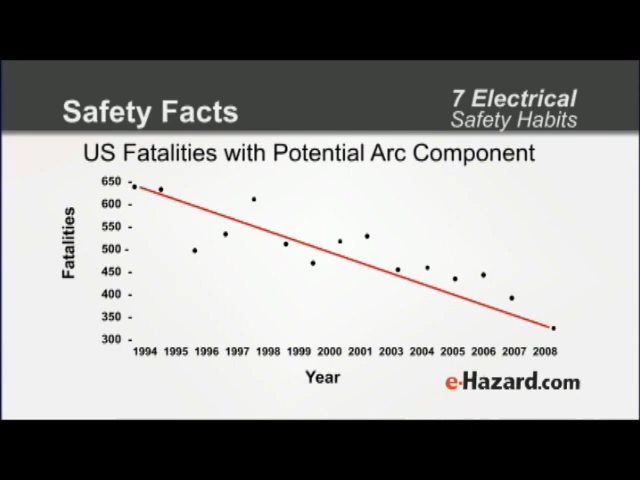 Safety Facts
7 Electrical
Safety Habits
US Fatalities with Potential Arc Component
Fatalities
650 -
600 -
550 -
500 -
450 -
400 -
350 -
300 -
1994 1995 1996 1997 1998 1999 2000 2001 2003 2004 2005 2006 2007 2008
Year
e-Hazard.com